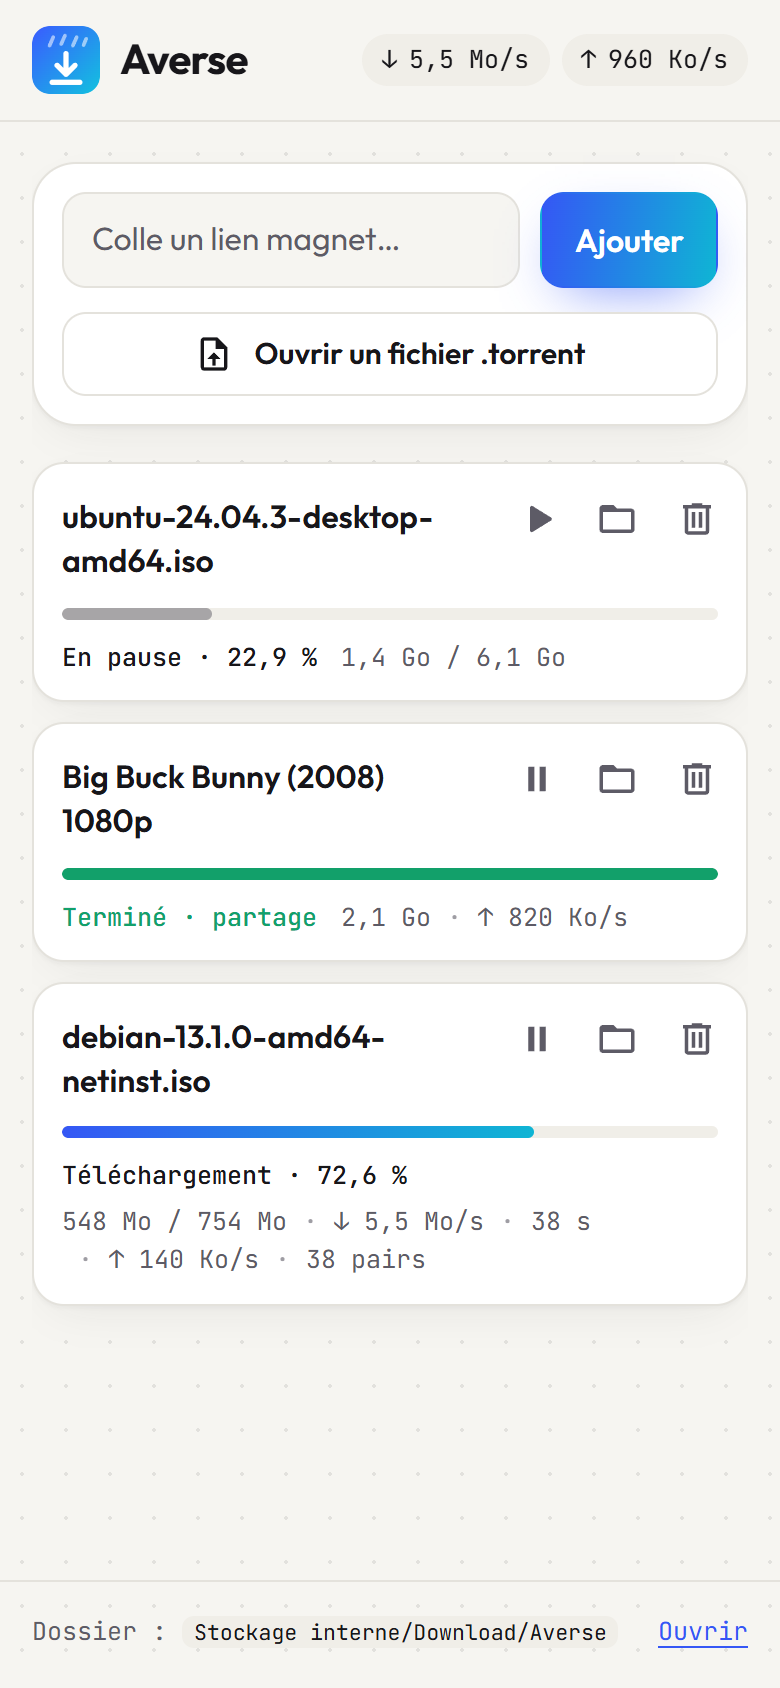 Averse
↓ 5,5 Mo/s
↑ 960 Ko/s
Colle un lien magnet…
Ajouter
Ouvrir un fichier .torrent
ubuntu-24.04.3-desktop-
amd64.iso
En pause · 22,9 % 1,4 Go / 6,1 Go
Big Buck Bunny (2008)
1080p
Terminé · partage 2,1 Go · ↑ 820 Ko/s
debian-13.1.0-amd64-
netinst.iso
Téléchargement · 72,6 %
548 Mo / 754 Mo · ↓ 5,5 Mo/s · 38 s
· ↑ 140 Ko/s · 38 pairs
Dossier : Stockage interne/Download/Averse Ouvrir